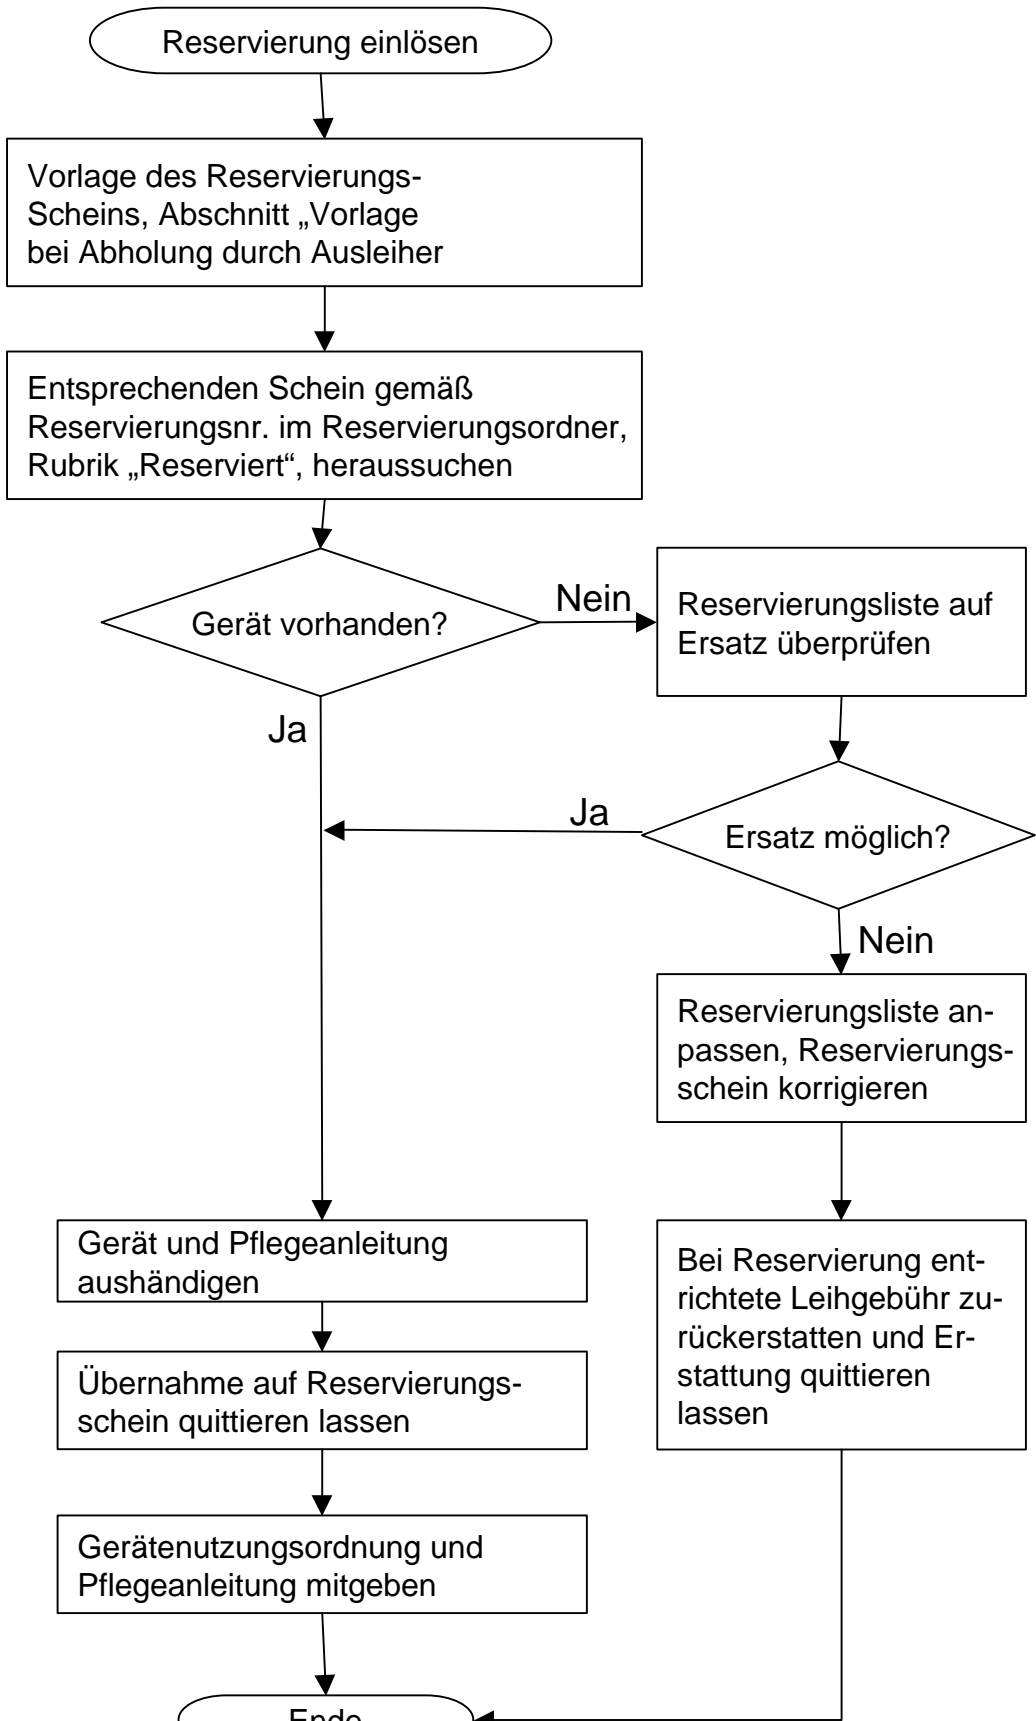 Reservierung einlösen
Vorlage des Reservierungs-
Scheins, Abschnitt „Vorlage
bei Abholung durch Ausleiher
Entsprechenden Schein gemäß
Reservierungsnr. im Reservierungsordner,
Rubrik „Reserviert“, heraussuchen
Gerät vorhanden?
Nein
Reservierungsliste auf
Ersatz überprüfen
Ja
Ersatz möglich?
Ja
Nein
Reservierungsliste an-
passen, Reservierungs-
schein korrigieren
Gerät und Pflegeanleitung
aushändigen
Bei Reservierung ent-
richtete Leihgebühr zu-
rückerstatten und Er-
stattung quittieren
lassen
Übernahme auf Reservierungs-
schein quittieren lassen
Gerätenutzungsordnung und
Pflegeanleitung mitgeben
Ende